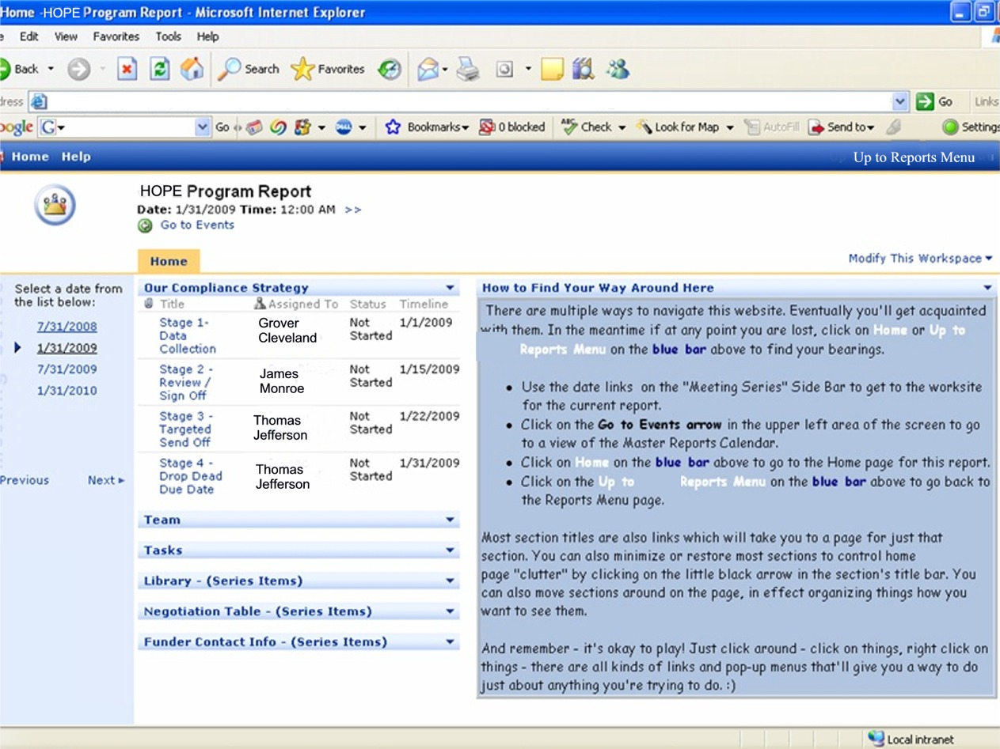 Home -HOPE Program Report - Microsoft Internet Explorer
Edit View Favorites Tools Help
Back Search Favorites
dress Go Links
oogle G Go Bookmarks 0 blocked Check Look for Map AutoFill Send to Settings
Home Help Up to Reports Menu
HOPE Program Report
Date: 1/31/2009 Time: 12:00 AM >>
Go to Events
Home
Modify This Workspace
Select a date from
the list below:
7/31/2008
1/31/2009
7/31/2009
1/31/2010
Previous Next
Our Compliance Strategy
Title Assigned To Status Timeline
Stage 1- Grover Not 1/1/2009
Data Cleveland Started
Collection
Stage 2 - James Not 1/15/2009
Review / Monroe Started
Sign Off
Stage 3 - Thomas Not 1/22/2009
Targeted Jefferson Started
Send Off
Stage 4 - Thomas Not 1/31/2009
Drop Dead Jefferson Started
Due Date
Team
Tasks
Library - (Series Items)
Negotiation Table - (Series Items)
Funder Contact Info - (Series Items)
How to Find Your Way Around Here
There are multiple ways to navigate this website. Eventually you'll get acquainted
with them. In the meantime if at any point you are lost, click on Home or Up to
Reports Menu on the blue bar above to find your bearings.
• Use the date links on the "Meeting Series" Side Bar to get to the worksite
for the current report.
• Click on the Go to Events arrow in the upper left area of the screen to go
to a view of the Master Reports Calendar.
• Click on Home on the blue bar above to go to the Home page for this report.
• Click on the Up to Reports Menu on the blue bar above to go back to
the Reports Menu page.
Most section titles are also links which will take you to a page for just that
section. You can also minimize or restore most sections to control home
page "clutter" by clicking on the little black arrow in the section's title bar. You
can also move sections around on the page, in effect organizing things how you
want to see them.
And remember - it's okay to play! Just click around - click on things, right click on
things - there are all kinds of links and pop-up menus that'll give you a way to do
just about anything you're trying to do. :)
Local intranet